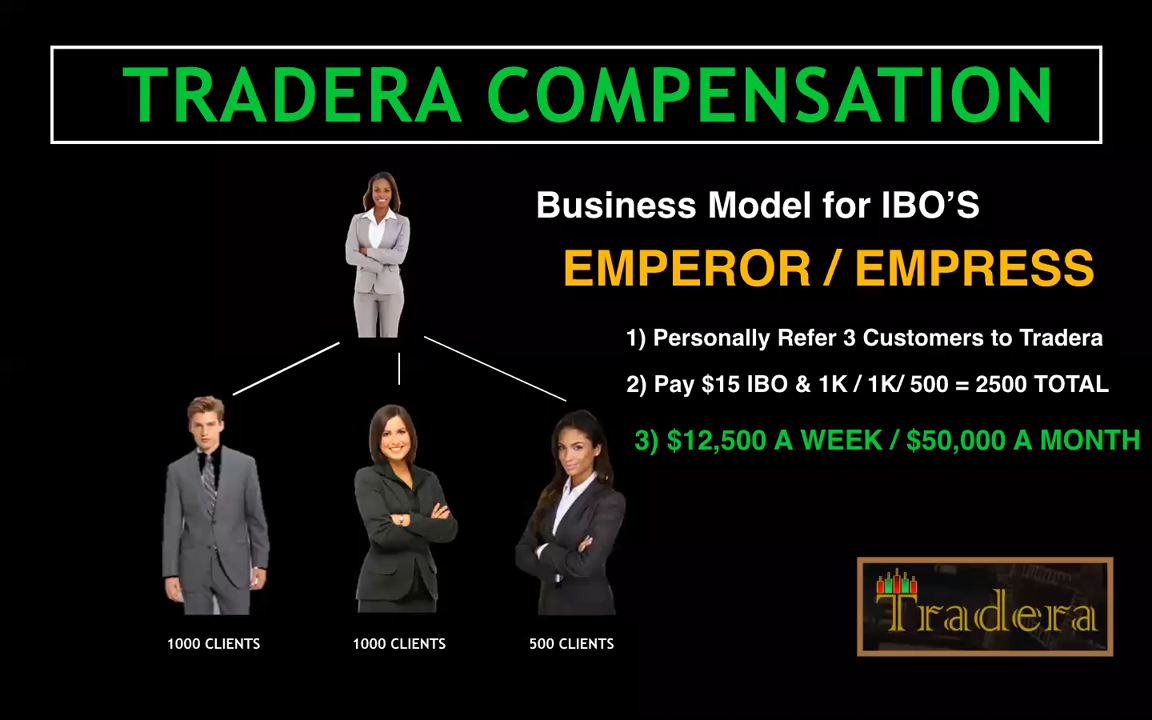 TRADERA COMPENSATION
Business Model for IBO'S
EMPEROR / EMPRESS
1) Personally Refer 3 Customers to Tradera
2) Pay $15 IBO & 1K / 1K/ 500 = 2500 TOTAL
3) $12,500 A WEEK / $50,000 A MONTH
1000 CLIENTS
1000 CLIENTS
500 CLIENTS
Tradera